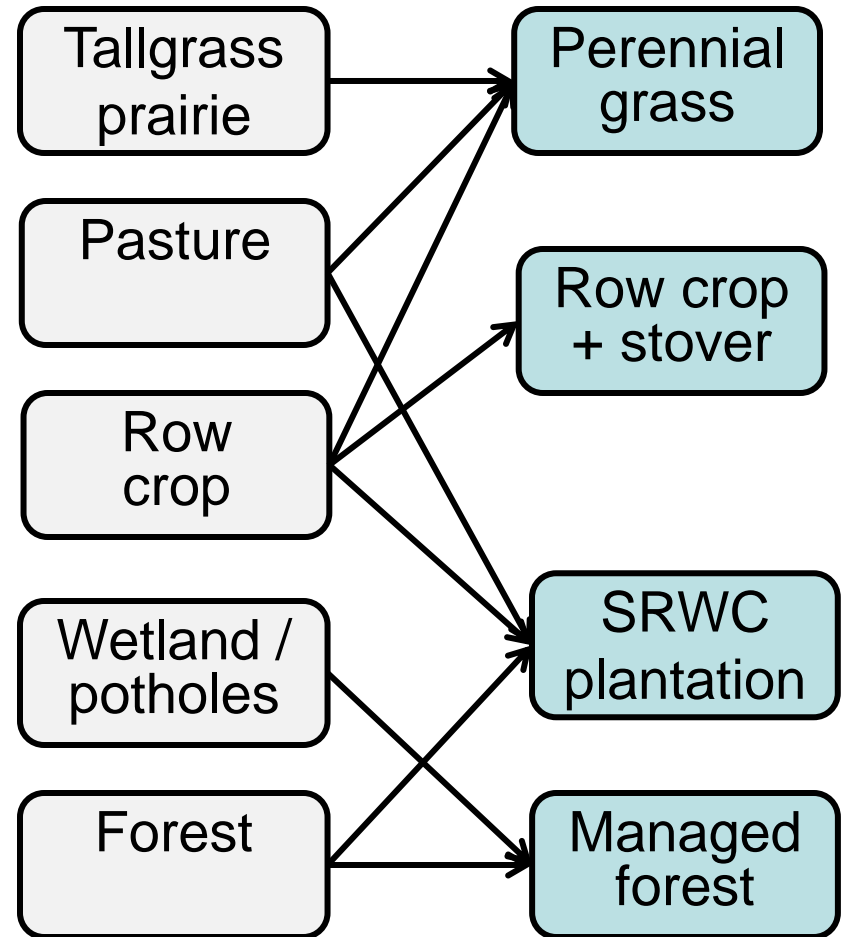 Tallgrass
prairie
Perennial
grass
Pasture
Row crop
+ stover
Row
crop
SRWC
plantation
Wetland /
potholes
Forest
Managed
forest